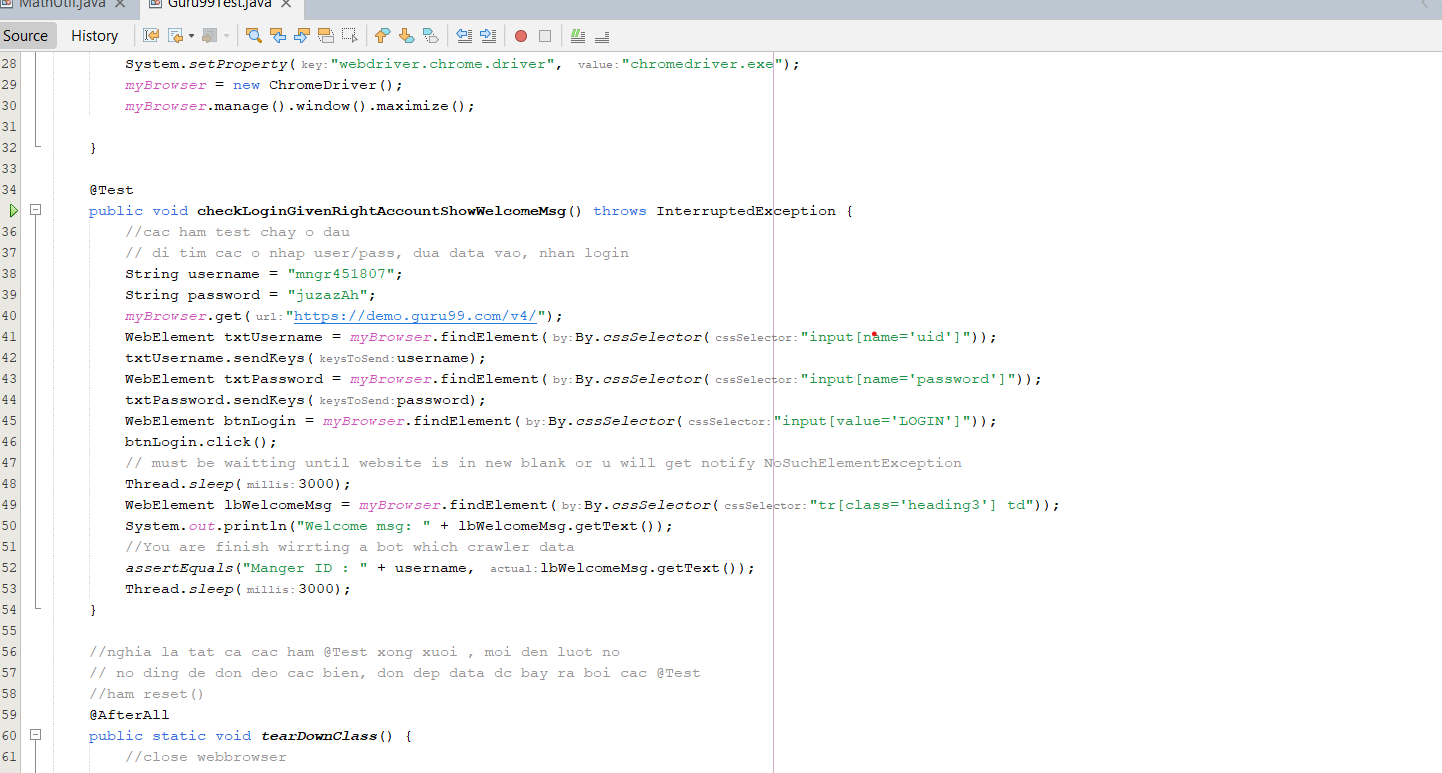 MathUtil.java × Guru99Test.java ×
Source History
28 System.setProperty( key: "webdriver.chrome.driver", value: "chromedriver.exe");
29 myBrowser = new ChromeDriver();
30 myBrowser.manage().window().maximize();
31
32 }
33
34 @Test
public void checkLoginGivenRightAccountShowWelcomeMsg() throws InterruptedException {
36 //cac ham test chay o dau
37 // di tim cac o nhap user/pass, dua data vao, nhan login
38 String username = "mngr451807";
39 String password = "juzazAh";
40 myBrowser.get( url: "https://demo.guru99.com/v4/");
41 WebElement txtUsername = myBrowser.findElement( by: By.cssSelector( cssSelector: "input[name='uid']"));
42 txtUsername.sendKeys( keysToSend: username);
43 WebElement txtPassword = myBrowser.findElement( by: By.cssSelector( cssSelector: "input[name='password']"));
44 txtPassword.sendKeys( keysToSend: password);
45 WebElement btnLogin = myBrowser.findElement( by: By.cssSelector( cssSelector: "input[value='LOGIN']"));
46 btnLogin.click();
47 // must be waitting until website is in new blank or u will get notify NoSuchElementException
48 Thread.sleep( millis: 3000);
49 WebElement lbWelcomeMsg = myBrowser.findElement( by: By.cssSelector( cssSelector: "tr[class='heading3'] td"));
50 System.out.println("Welcome msg: " + lbWelcomeMsg.getText());
51 //You are finish wirrting a bot which crawler data
52 assertEquals("Manger ID : " + username, actual: lbWelcomeMsg.getText());
53 Thread.sleep( millis: 3000);
54 }
55
56 //nghia la tat ca cac ham @Test xong xuoi , moi den luot no
57 // no ding de don deo cac bien, don dep data dc bay ra boi cac @Test
58 //ham reset()
59 @AfterAll
60 public static void tearDownClass() {
61 //close webbrowser